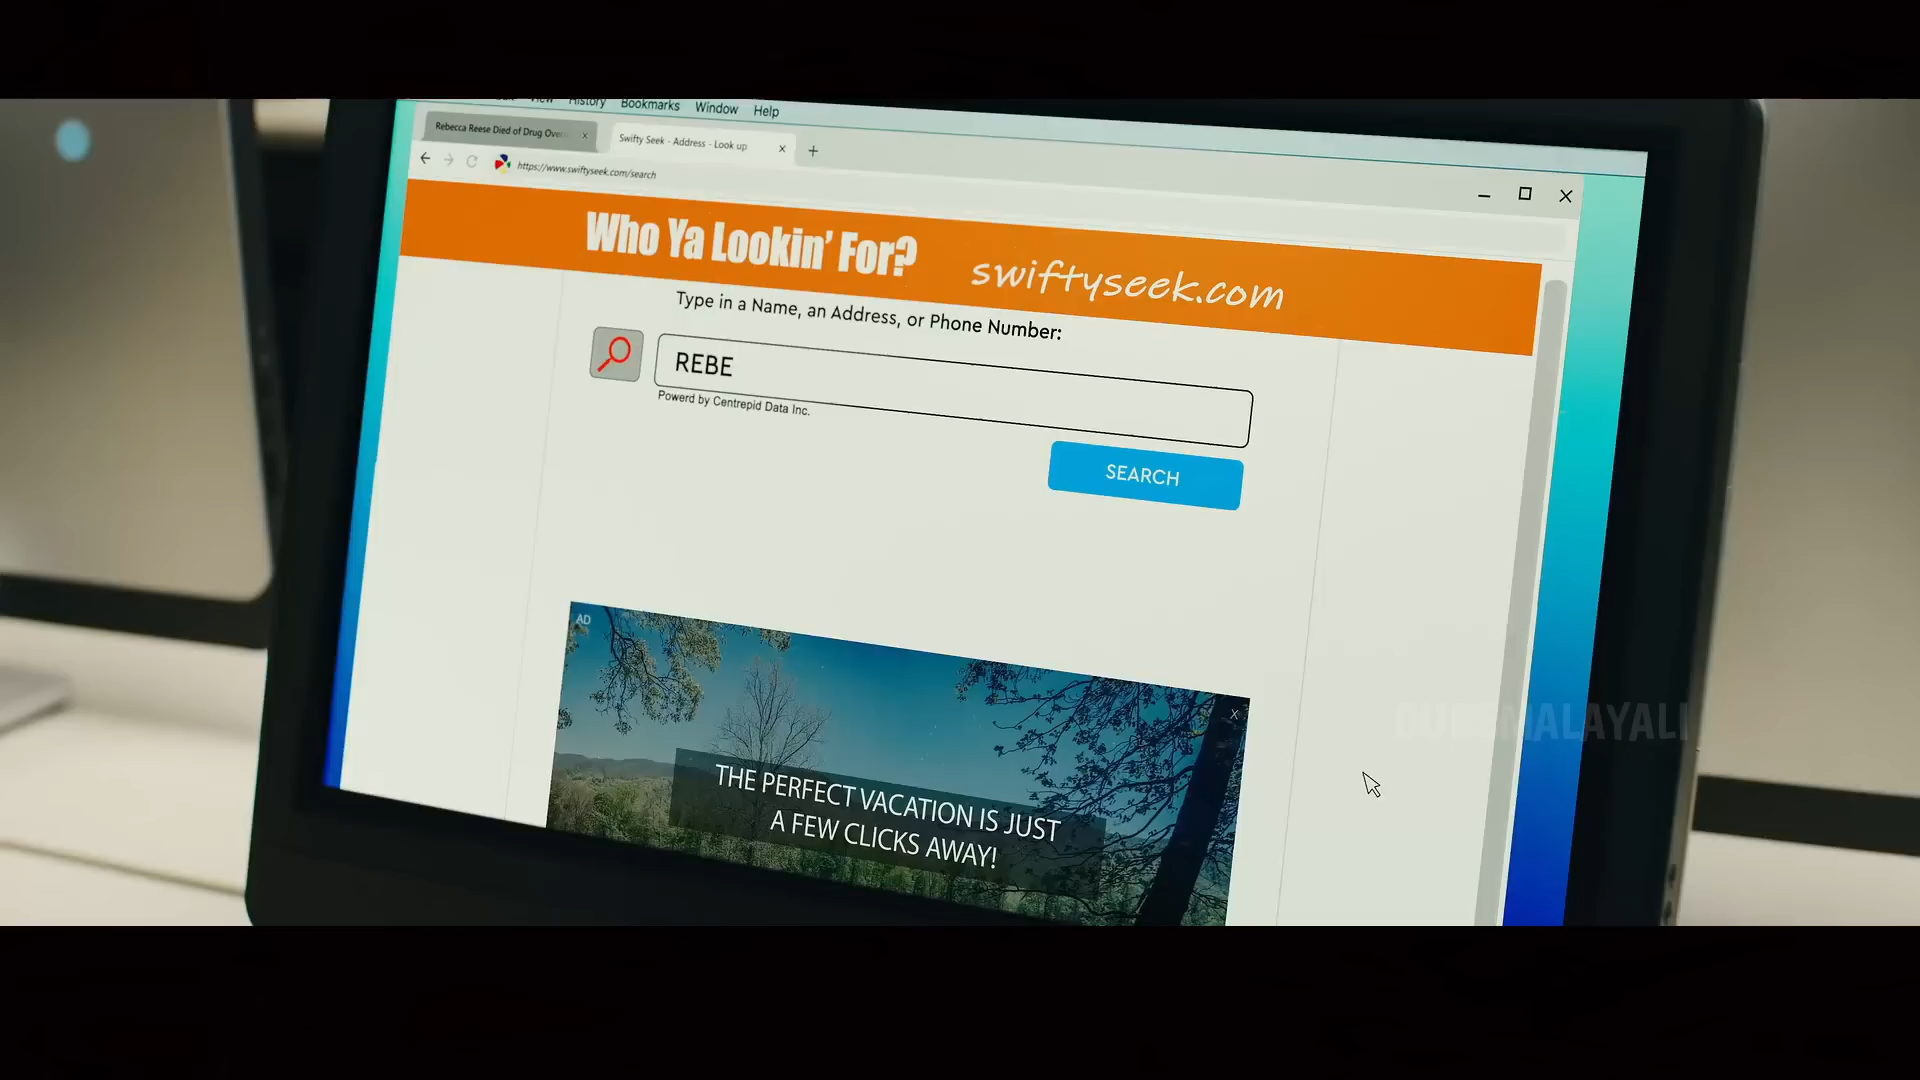 View History Bookmarks Window Help
Rebecca Reese Died of Drug Ove
Swifty Seek - Address - Look up
https://www.swiftyseek.com/search
Who Ya Lookin' For?
swiftyseek.com
Type in a Name, an Address, or Phone Number:
REBE
Powerd by Centrepid Data Inc.
SEARCH
AD
X
THE PERFECT VACATION IS JUST
A FEW CLICKS AWAY!